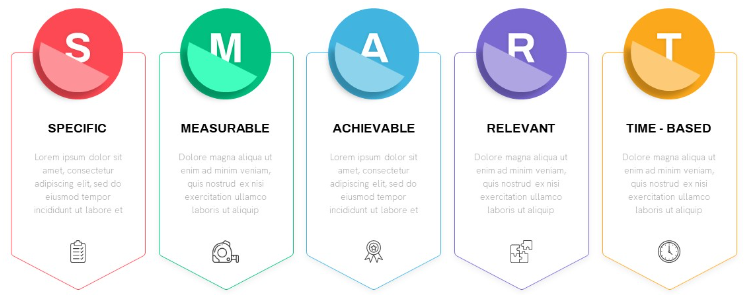 S
SPECIFIC
Lorem ipsum dolor sit
amet, consectetur
adipiscing elit, sed do
eiusmod tempor
incididunt ut labore et
M
MEASURABLE
Dolore magna aliqua ut
enim ad minim veniam,
quis nostrud ex nisi
exercitation ullamco
laboris ut aliquip
A
ACHIEVABLE
Lorem ipsum dolor sit
amet, consectetur
adipiscing elit, sed do
eiusmod tempor
incididunt ut labore et
R
RELEVANT
Dolore magna aliqua ut
enim ad minim veniam,
quis nostrud ex nisi
exercitation ullamco
laboris ut aliquip
T
TIME - BASED
Dolore magna aliqua ut
enim ad minim veniam,
quis nostrud ex nisi
exercitation ullamco
laboris ut aliquip